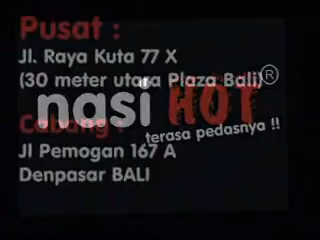 Pusat :
Jl. Raya Kuta 77 X
(30 meter utara Plaza Bali)
nasi HOT ®
Cabang :
terasa pedasnya !!
Jl Pemogan 167 A
Denpasar BALI